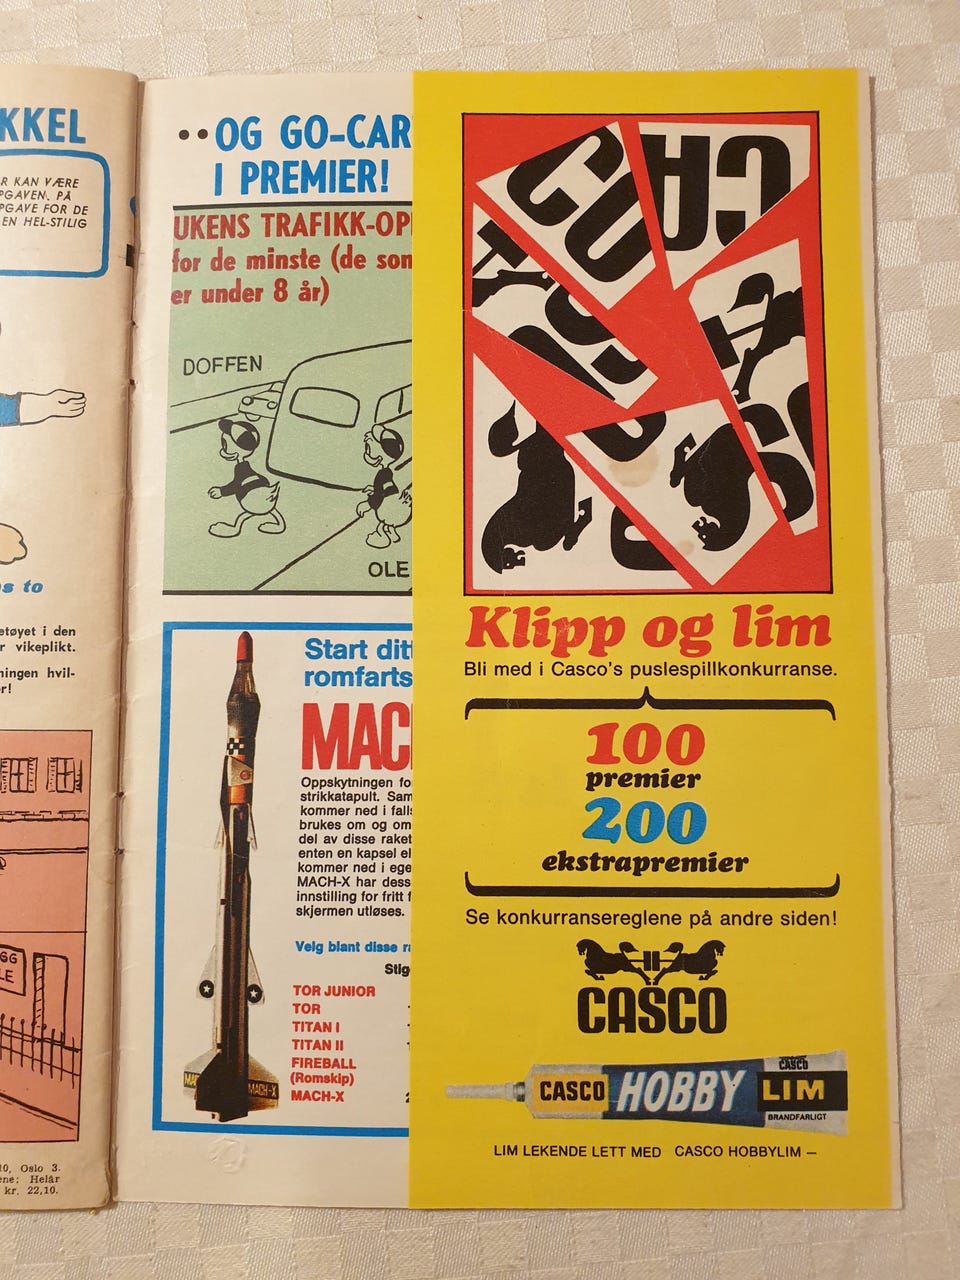 KKEL
R KAN VÆRE
PGAVEN. PÅ
PGAVE FOR DE
EN HEL-STILIG
s to
etøyet i den
r vikeplikt.
ningen hvil-
r!
GG
LE
10, Oslo 3.
ene: Helår
kr. 22,10.
••OG GO-CAR
I PREMIER!
UKENS TRAFIKK-OP
for de minste (de som
er under 8 år)
DOFFEN
OLE
Start ditt
romfarts
MACH
Oppskytningen fo
strikkatapult. Sam
kommer ned i falls
brukes om og om
del av disse raket
enten en kapsel el
kommer ned i ege
MACH-X har dess
innstilling for fritt f
skjermen utløses.
Velg blant disse ra
Stig
TOR JUNIOR
TOR
TITAN I
TITAN II
FIREBALL
(Romskip)
MACH-X
MACH-X
Klipp og lim
Bli med i Casco's puslespillkonkurranse.
100
premier
200
ekstrapremier
Se konkurransereglene på andre siden!
CASCO
CASCO HOBBY LIM
CASCO
BRANDFARLIGT
LIM LEKENDE LETT MED CASCO HOBBYLIM –